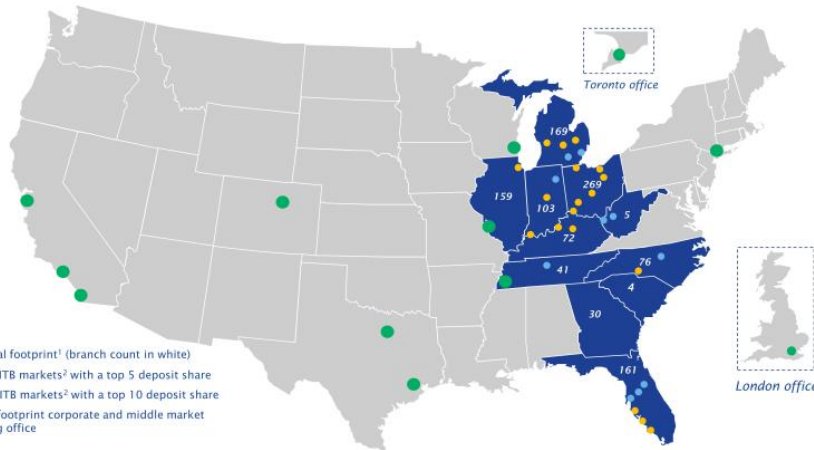 Toronto office
169
159
103
269
5
72
41
76
4
30
161
London office
footprint¹ (branch count in white)
ITB markets² with a top 5 deposit share
ITB markets² with a top 10 deposit share
footprint corporate and middle market
office